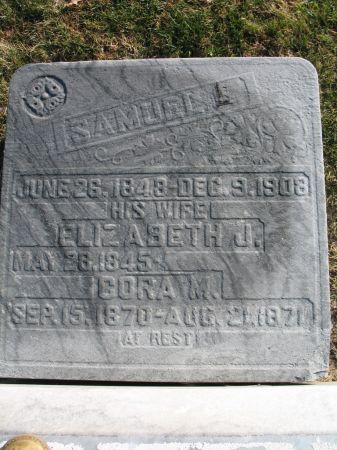 SAMUEL
JUNE 26. 1848-DEC. 9. 1908
HIS WIFE
ELIZABETH J.
MAY 28. 1845-
CORA M.
SEP. 15. 1870-AUG. 21. 1871
AT REST